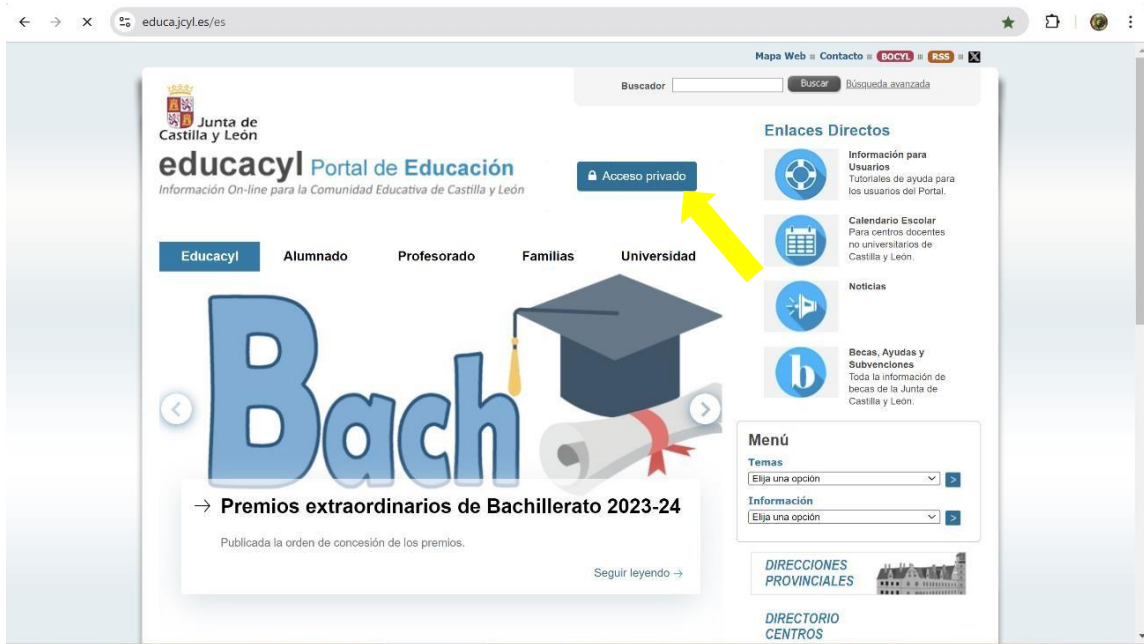 educa.jcyl.es/es
Mapa Web Contacto BOCYL RSS X
Buscador Buscar Búsqueda avanzada
Junta de
Castilla y León
educacyl Portal de Educación
Información On-line para la Comunidad Educativa de Castilla y León
Acceso privado
Educacyl Alumnado Profesorado Familias Universidad
Bach
→ Premios extraordinarios de Bachillerato 2023-24
Publicada la orden de concesión de los premios.
Seguir leyendo →
Enlaces Directos
Información para
Usuarios
Tutoriales de ayuda para
los usuarios del Portal.
Calendario Escolar
Para centros docentes
no universitarios de
Castilla y León.
Noticias
b
Becas, Ayudas y
Subvenciones
Toda la información de
becas de la Junta de
Castilla y León.
Menú
Temas
Elija una opción >
Información
Elija una opción >
DIRECCIONES
PROVINCIALES
DIRECTORIO
CENTROS